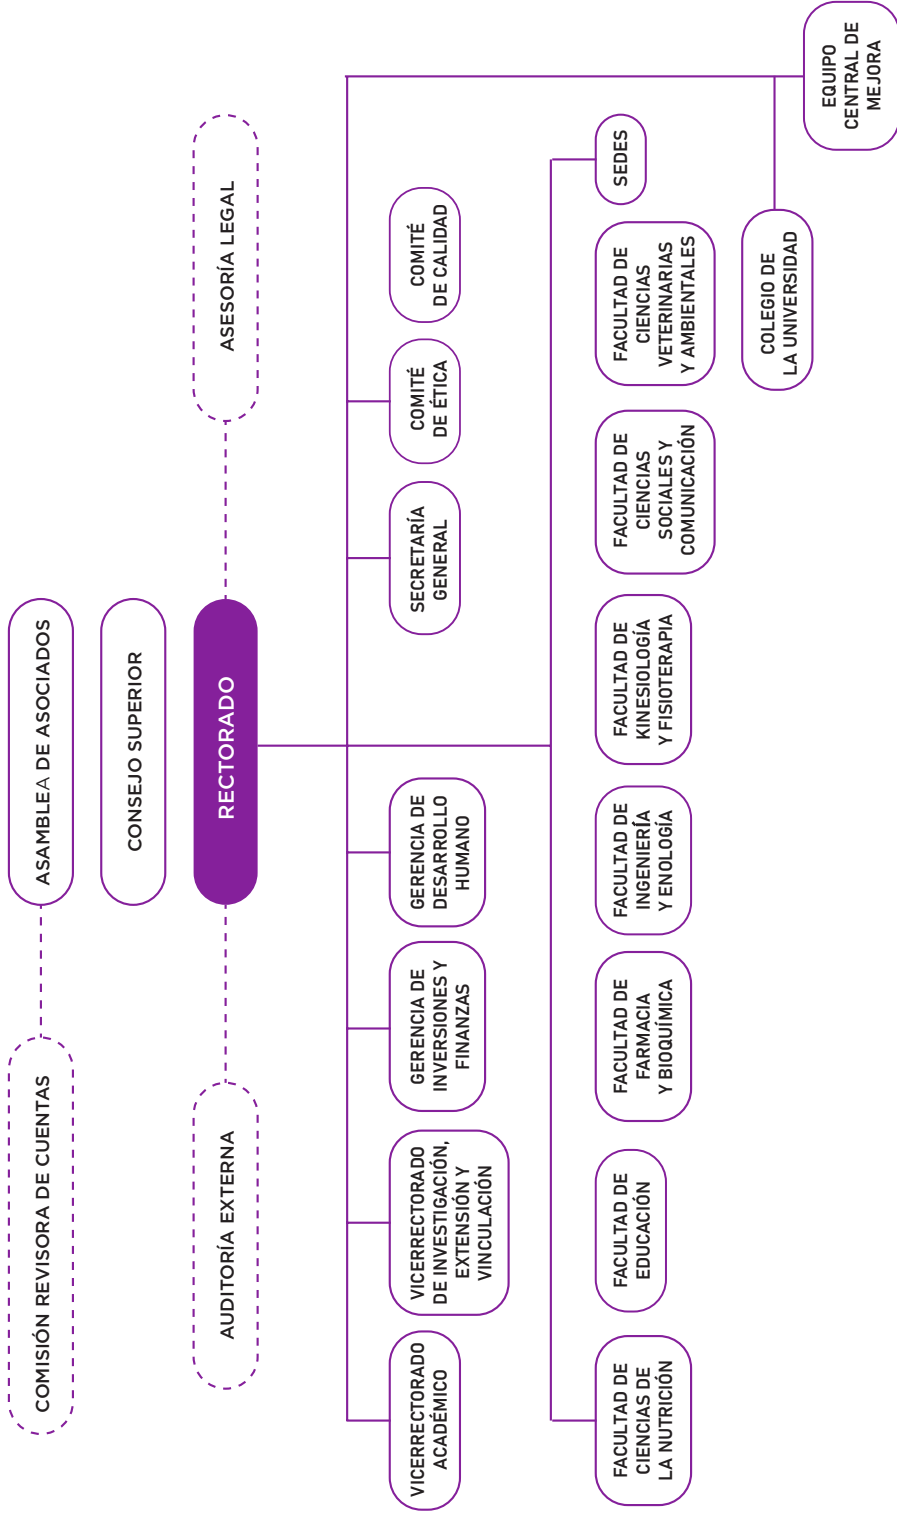 COMISIÓN REVISORA DE CUENTAS
ASAMBLEA DE ASOCIADOS
CONSEJO SUPERIOR
AUDITORÍA EXTERNA
RECTORADO
ASESORÍA LEGAL
VICERRECTORADO
ACADÉMICO
VICERRECTORADO
DE INVESTIGACIÓN,
EXTENSIÓN Y
VINCULACIÓN
GERENCIA DE
INVERSIONES Y
FINANZAS
GERENCIA DE
DESARROLLO
HUMANO
SECRETARÍA
GENERAL
COMITÉ
DE ÉTICA
COMITÉ
DE CALIDAD
FACULTAD DE
CIENCIAS DE
LA NUTRICIÓN
FACULTAD DE
EDUCACIÓN
FACULTAD DE
FARMACIA
Y BIOQUÍMICA
FACULTAD DE
INGENIERÍA
Y ENOLOGÍA
FACULTAD DE
KINESIOLOGÍA
Y FISIOTERAPIA
FACULTAD DE
CIENCIAS
SOCIALES Y
COMUNICACIÓN
FACULTAD DE
CIENCIAS
VETERINARIAS
Y AMBIENTALES
SEDES
COLEGIO DE
LA UNIVERSIDAD
EQUIPO
CENTRAL DE
MEJORA